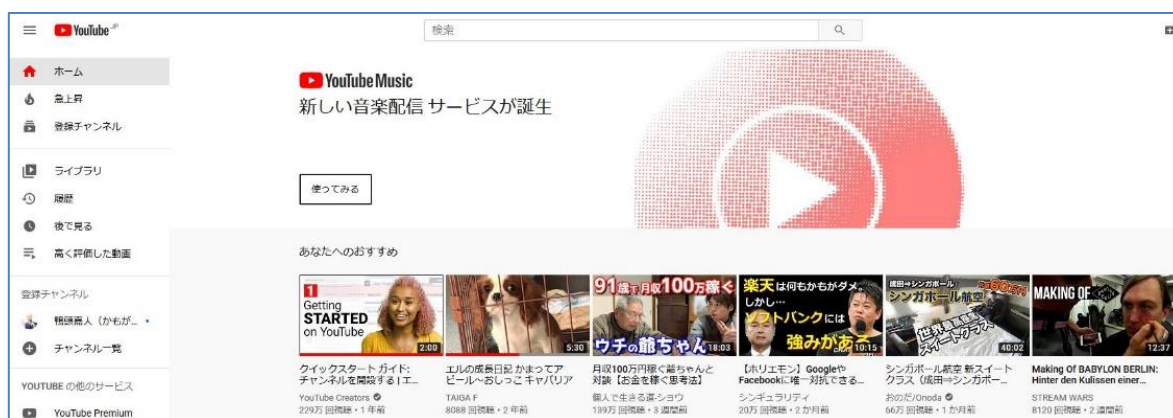 YouTube JP
検索
ホーム
急上昇
登録チャンネル
ライブラリ
履歴
後で見る
高く評価した動画
登録チャンネル
鴨頭嘉人（かもが...
チャンネル一覧
YOUTUBE の他のサービス
YouTube Premium
YouTube Music
新しい音楽配信 サービスが誕生
使ってみる
あなたへのおすすめ
1
Getting
STARTED
on YouTube
2:00
クイックスタート ガイド:
チャンネルを開設する | エ...
YouTube Creators
229万 回視聴・1 年前
5:30
エルの成長日記 かまってア
ピール～おしっこ キャバリア
TAIGA F
8088 回視聴・2 年前
91歳で月収100万稼ぐ
ウチの爺ちゃん
18:03
月収100万円稼ぐ爺ちゃんと
対談【お金を稼ぐ思考法】
個人で生きる道-ショウ
139万 回視聴・3 週間前
楽天は何もかもがダメ。
しかし…
ソフトバンクには
強みがある
10:15
【ホリエモン】Googleや
Facebookに唯一対抗できる...
シンギュラリティ
20万 回視聴・2 か月前
成田⇒シンガポール
シンガポール航空
世界最高峰
スイートクラス
40:02
シンガポール航空 新スイート
クラス（成田⇒シンガポー...
おのだ/Onoda
66万 回視聴・1 か月前
MAKING OF
12:37
Making Of BABYLON BERLIN:
Hinter den Kulissen einer...
STREAM WARS
8120 回視聴・2 週間前